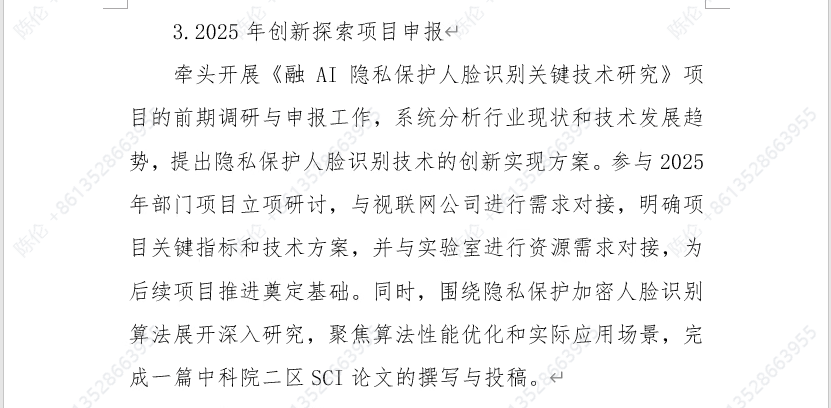 3.2025 年创新探索项目申报
牵头开展《融 AI 隐私保护人脸识别关键技术研究》项
目的前期调研与申报工作，系统分析行业现状和技术发展趋
势，提出隐私保护人脸识别技术的创新实现方案。参与 2025
年部门项目立项研讨，与视联网公司进行需求对接，明确项
目关键指标和技术方案，并与实验室进行资源需求对接，为
后续项目推进奠定基础。同时，围绕隐私保护加密人脸识别
算法展开深入研究，聚焦算法性能优化和实际应用场景，完
成一篇中科院二区 SCI 论文的撰写与投稿。
陈伦 +8613528663955